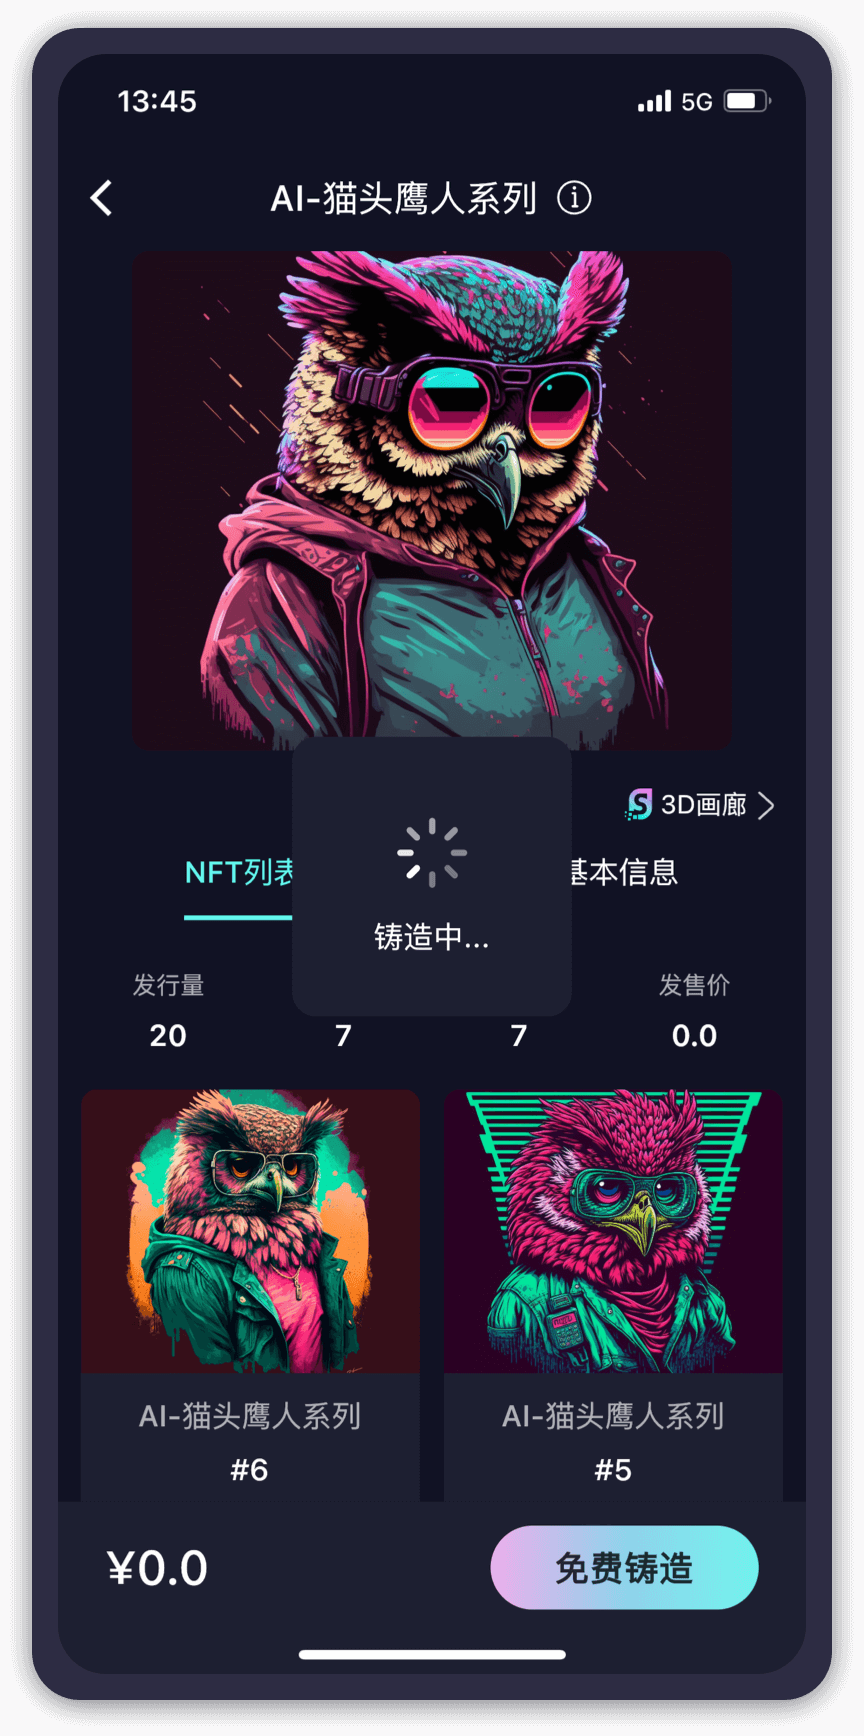 13:45
5G
AI-猫头鹰人系列
3D画廊
NFT列表
基本信息
铸造中...
发行量
发售价
20
7
7
0.0
AI-猫头鹰人系列
#6
AI-猫头鹰人系列
#5
¥0.0
免费铸造